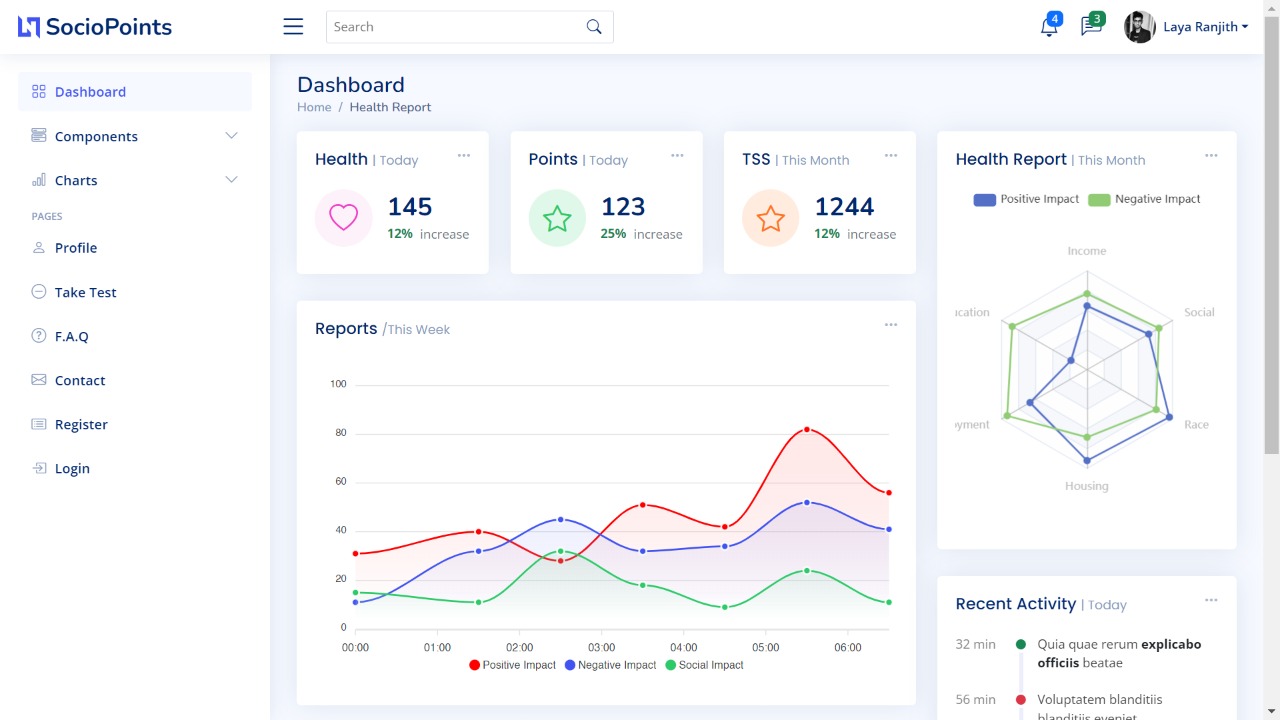 SocioPoints
Search
4
3
Laya Ranjith
Dashboard
Components
Charts
PAGES
Profile
Take Test
F.A.Q
Contact
Register
Login
Dashboard
Home / Health Report
Health | Today
145
12% increase
Points | Today
123
25% increase
TSS | This Month
1244
12% increase
Reports /This Week
100
80
60
40
20
0
00:00 01:00 02:00 03:00 04:00 05:00 06:00
Positive Impact Negative Impact Social Impact
Health Report | This Month
Positive Impact Negative Impact
Income
ication
Social
yment
Race
Housing
Recent Activity | Today
32 min
Quia quae rerum explicabo
officiis beatae
56 min
Voluptatem blanditiis
blanditiis eveniet